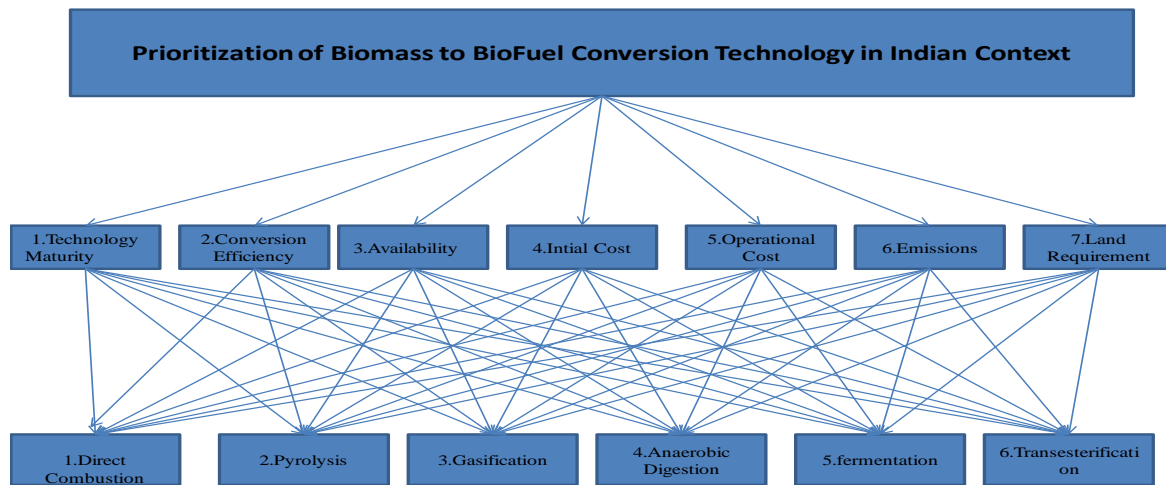 Prioritization of Biomass to BioFuel Conversion Technology in Indian Context
1.Technology
Maturity
2.Conversion
Efficiency
3.Availability
4.Intial Cost
5.Operational
Cost
6.Emissions
7.Land
Requirement
1.Direct
Combustion
2.Pyrolysis
3.Gasification
4.Anaerobic
Digestion
5.fermentation
6.Transesterificati
on